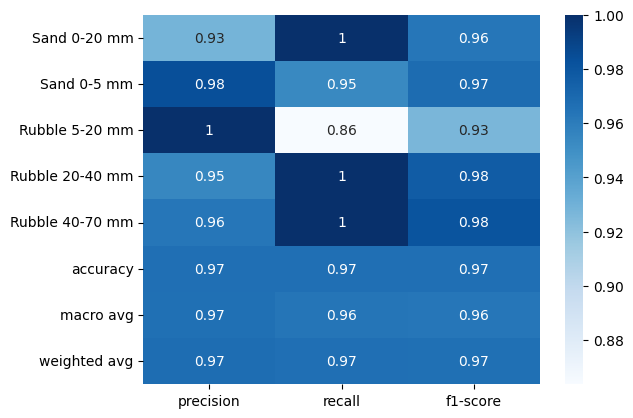 Sand 0-20 mm 0.93 1 0.96 1.00
Sand 0-5 mm 0.98 0.95 0.97 0.98
Rubble 5-20 mm 1 0.86 0.93 0.96
Rubble 20-40 mm 0.95 1 0.98 0.94
Rubble 40-70 mm 0.96 1 0.98 0.92
accuracy 0.97 0.97 0.97 0.90
macro avg 0.97 0.96 0.96 0.88
weighted avg 0.97 0.97 0.97
precision recall f1-score